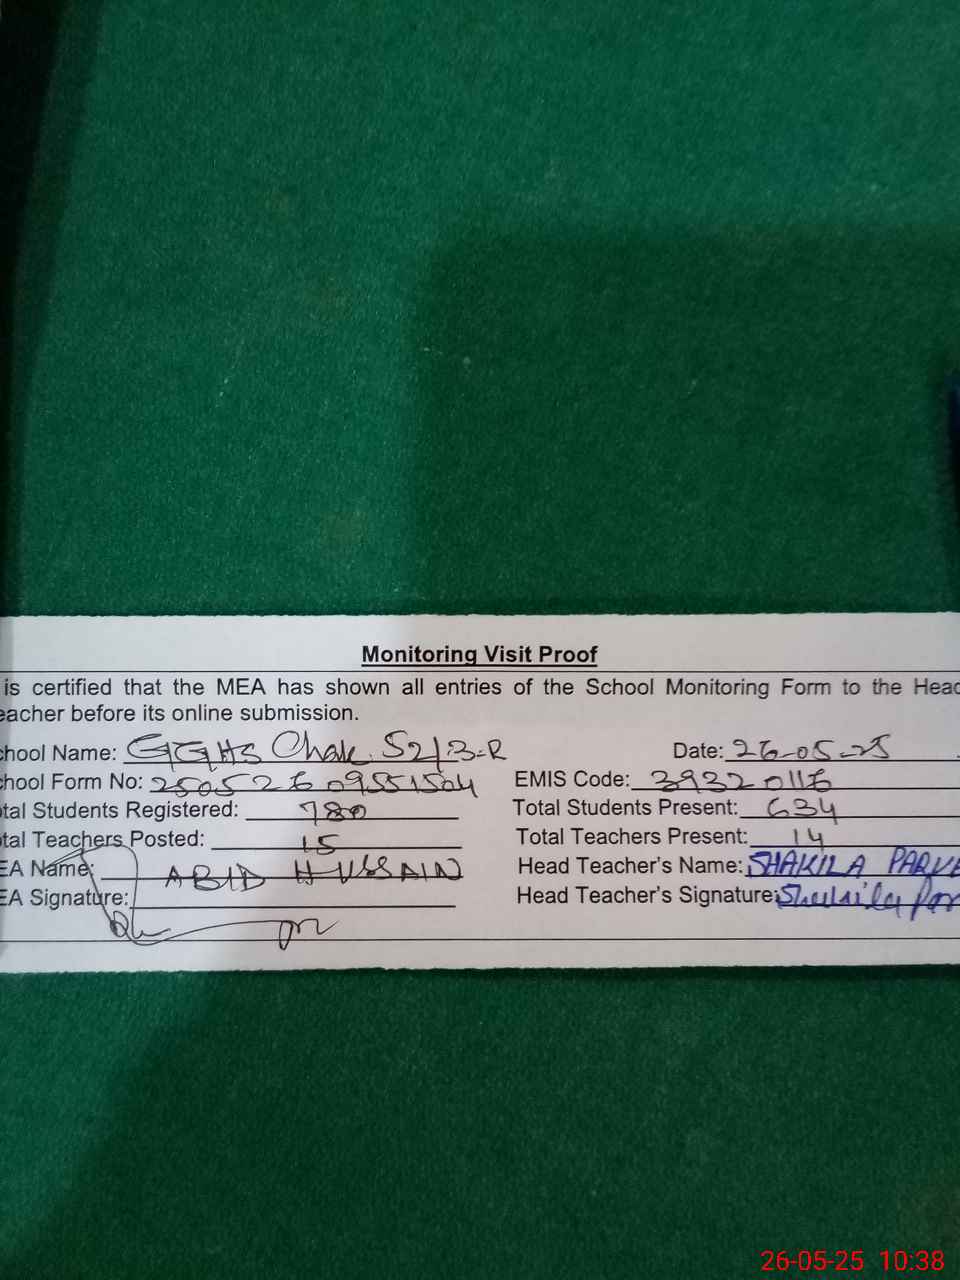 Monitoring Visit Proof
is certified that the MEA has shown all entries of the School Monitoring Form to the Head
eacher before its online submission.
chool Name: GGHS Chak 52/3-R Date: 26-05-25
chool Form No: 250526 09551504 EMIS Code: 39320116
tal Students Registered: 780 Total Students Present: 634
tal Teachers Posted: 15 Total Teachers Present: 14
EA Name: ABID HUSSAIN Head Teacher's Name: SHAKILA PARVE
EA Signature: Head Teacher's Signature: Shakila Par
26-05-25 10:38